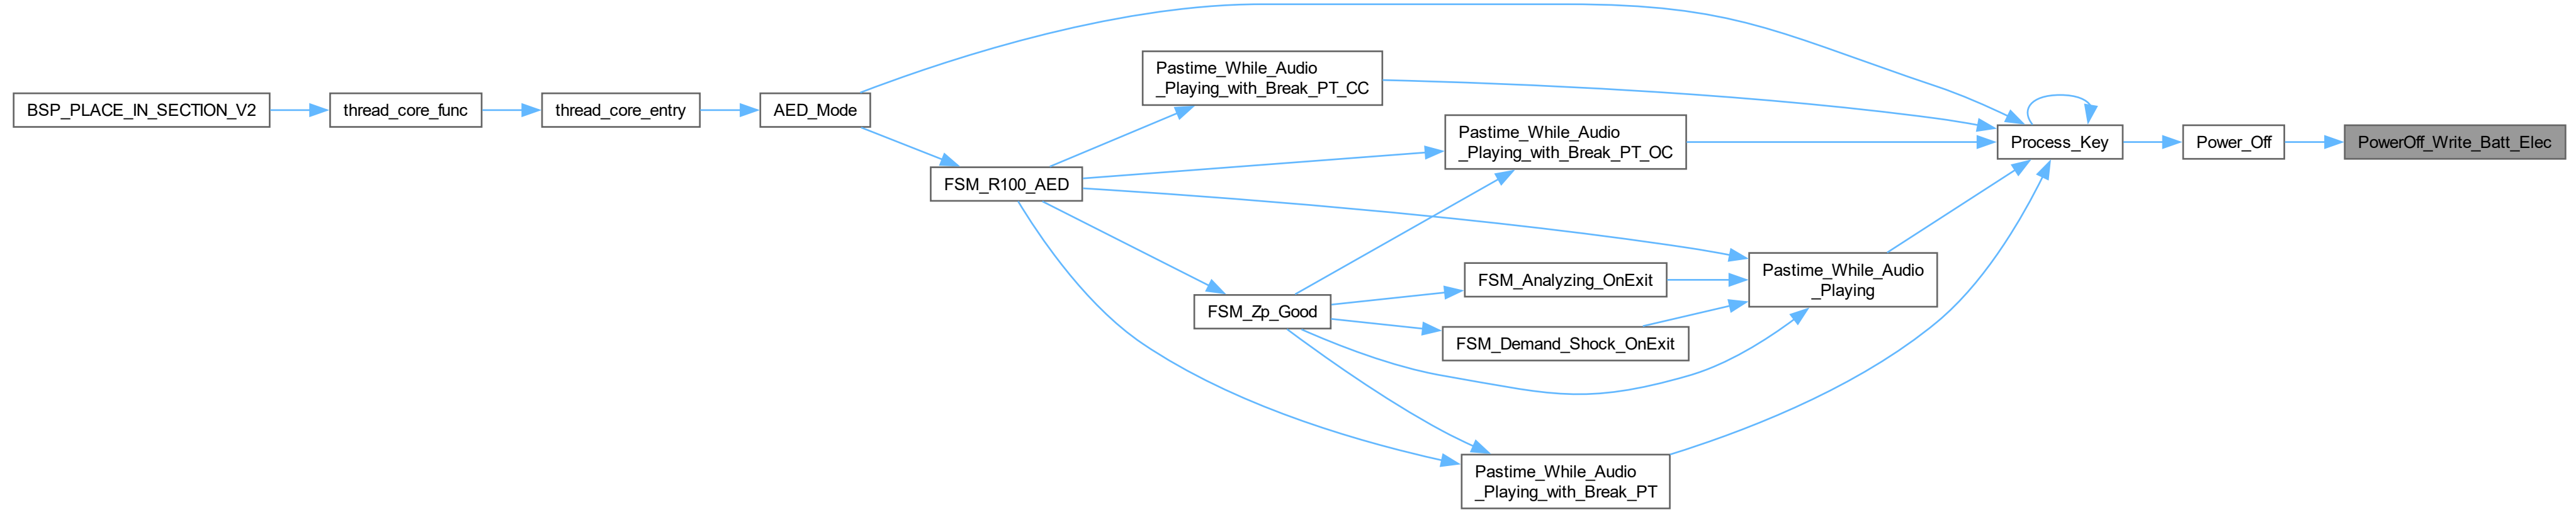 Pastime_While_Audio
_Playing_with_Break_PT_CC
BSP_PLACE_IN_SECTION_V2
thread_core_func
thread_core_entry
AED_Mode
Pastime_While_Audio
_Playing_with_Break_PT_OC
Process_Key
Power_Off
PowerOff_Write_Batt_Elec
FSM_R100_AED
Pastime_While_Audio
_Playing
FSM_Analyzing_OnExit
FSM_Zp_Good
FSM_Demand_Shock_OnExit
Pastime_While_Audio
_Playing_with_Break_PT